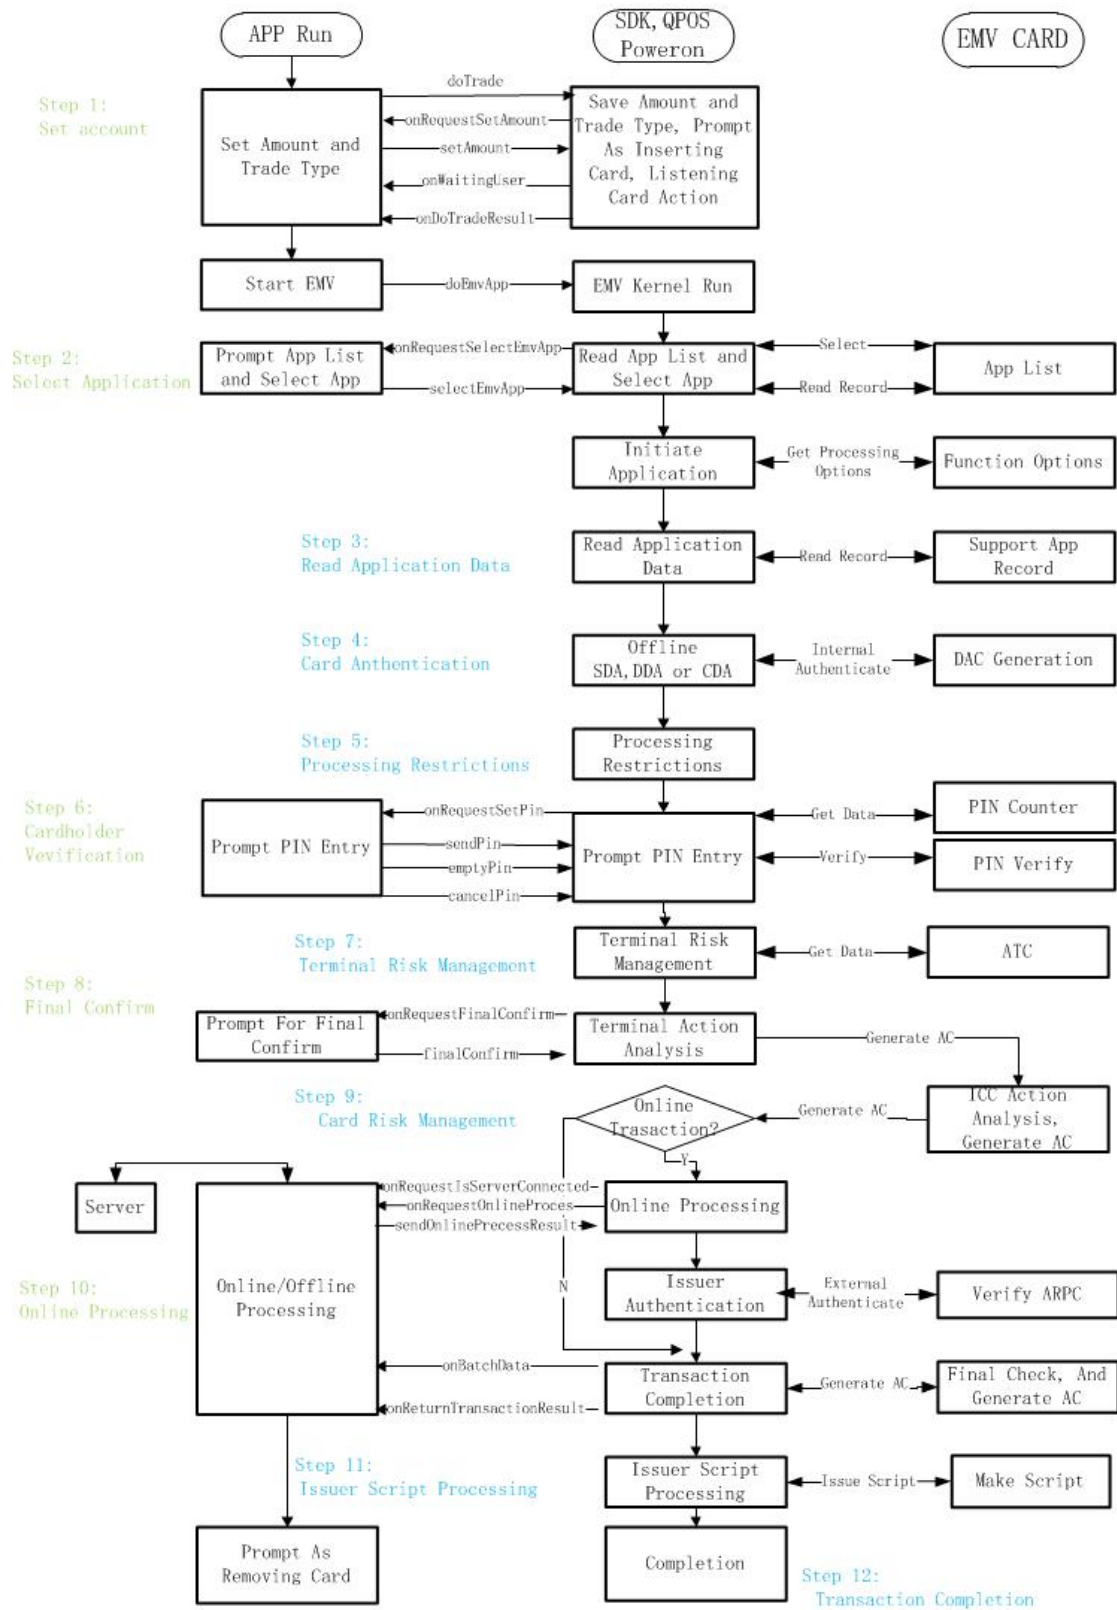 APP Run
SDK, QPOS
Poweron
EMV CARD
Step 1:
Set account
Set Amount and
Trade Type
doTrade
onRequestSetAmount
setAmount
onWaitingUser
onDoTradeResult
Save Amount and
Trade Type, Prompt
As Inserting
Card, Listening
Card Action
Start EMV
doEmvApp
EMV Kernel Run
Step 2:
Select Application
Prompt App List
and Select App
onRequestSelectEmvApp
selectEmvApp
Read App List and
Select App
Select
Read Record
App List
Initiate
Application
Get Processing
Options
Function Options
Step 3:
Read Application Data
Read Application
Data
Read Record
Support App
Record
Step 4:
Card Anthentication
Offline
SDA, DDA or CDA
Internal
Authenticate
DAC Generation
Step 5:
Processing Restrictions
Processing
Restrictions
Step 6:
Cardholder
Vevification
Prompt PIN Entry
onRequestSetPin
sendPin
emptyPin
cancelPin
Prompt PIN Entry
Get Data
Verify
PIN Counter
PIN Verify
Step 7:
Terminal Risk Management
Terminal Risk
Management
Get Data
ATC
Step 8:
Final Confirm
Prompt For Final
Confirm
onRequestFinalConfirm
finalConfirm
Terminal Action
Analysis
Generate AC
Step 9:
Card Risk Management
Online
Trasaction?
Generate AC
ICC Action
Analysis,
Generate AC
Y
N
Server
onRequestIsServerConnected
onRequestOnlineProces
sendOnlinePrecessResult
Online Processing
Step 10:
Online Processing
Online/Offline
Processing
Issuer
Authentication
External
Authenticate
Verify ARPC
onBatchData
onReturnTransactionResult
Transaction
Completion
Generate AC
Final Check, And
Generate AC
Step 11:
Issuer Script Processing
Issuer Script
Processing
Issue Script
Make Script
Prompt As
Removing Card
Completion
Step 12:
Transaction Completion